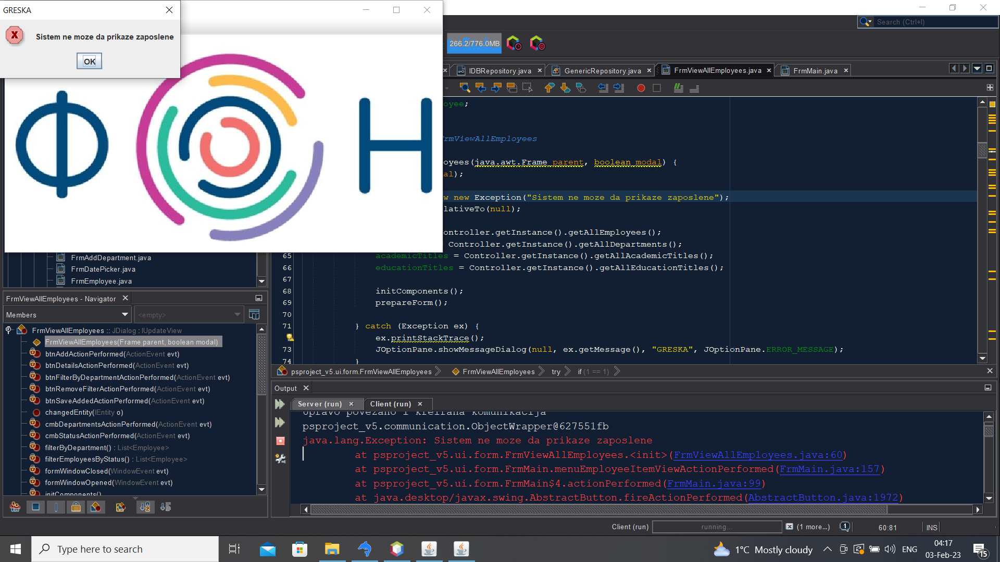 GRESKA
Sistem ne moze da prikaze zaposlene
OK
Ф Н
Search (Ctrl+I)
266.2/776.0MB
IDBRepository.java
GenericRepository.java
FrmViewAllEmployees.java
FrmMain.java
oyee;
FrmViewAllEmployees
oyees(java.awt.Frame parent, boolean modal) {
al);
w new Exception("Sistem ne moze da prikaze zaposlene");
lativeTo(null);
ontroller.getInstance().getAllEmployees();
Controller.getInstance().getAllDepartments();
65 academicTitles = Controller.getInstance().getAllAcademicTitles();
66 educationTitles = Controller.getInstance().getAllEducationTitles();
67
68 initComponents();
69 prepareForm();
70
71 } catch (Exception ex) {
ex.printStackTrace();
73 JOptionPane.showMessageDialog(null, ex.getMessage(), "GRESKA", JOptionPane.ERROR_MESSAGE);
74 }
psproject_v5.ui.form.FrmViewAllEmployees FrmViewAllEmployees try if (1 == 1)
FrmAddDepartment.java
FrmDatePicker.java
FrmEmployee.java
FrmViewAllEmployees - Navigator
Members
<empty>
FrmViewAllEmployees :: JDialog : IUpdateView
FrmViewAllEmployees(Frame parent, boolean modal)
btnAddActionPerformed(ActionEvent evt)
btnDetailsActionPerformed(ActionEvent evt)
btnFilterByDepartmentActionPerformed(ActionEvent evt)
btnRemoveFilterActionPerformed(ActionEvent evt)
btnSaveAddedActionPerformed(ActionEvent evt)
changedEntity(IEntity o)
cmbDepartmentsActionPerformed(ActionEvent evt)
cmbStatusActionPerformed(ActionEvent evt)
filterByDepartment() : List<Employee>
filterEmployeesByStatus() : List<Employee>
formWindowClosed(WindowEvent evt)
formWindowOpened(WindowEvent evt)
initComponents()
Output
Server (run)
Client (run)
Upravo povezano i kreirana komunikacija
psproject_v5.communication.ObjectWrapper@627551fb
java.lang.Exception: Sistem ne moze da prikaze zaposlene
at psproject_v5.ui.form.FrmViewAllEmployees.<init>(FrmViewAllEmployees.java:60)
at psproject_v5.ui.form.FrmMain.menuEmployeeItemViewActionPerformed(FrmMain.java:157)
at psproject_v5.ui.form.FrmMain$4.actionPerformed(FrmMain.java:99)
at java.desktop/javax.swing.AbstractButton.fireActionPerformed(AbstractButton.java:1972)
Client (run)
running...
(1 more...)
1
60:81
INS
Type here to search
1°C Mostly cloudy
ENG
04:17
03-Feb-23
15